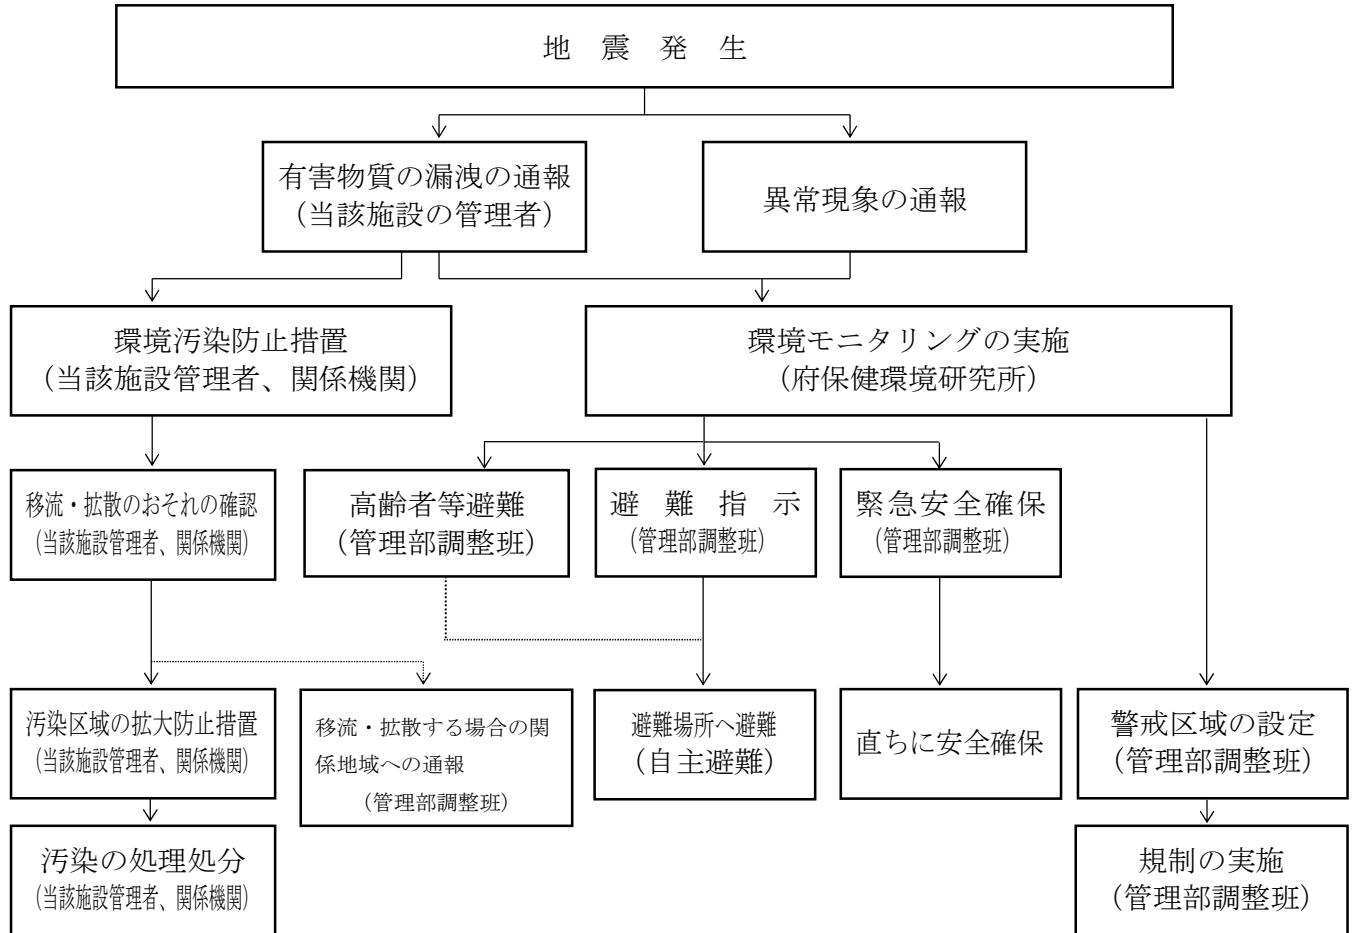 地　震　発　生
有害物質の漏洩の通報
（当該施設の管理者）
異常現象の通報
環境汚染防止措置
（当該施設管理者、関係機関）
環境モニタリングの実施
（府保健環境研究所）
移流・拡散のおそれの確認
（当該施設管理者、関係機関）
高齢者等避難
（管理部調整班）
避　難　指　示
（管理部調整班）
緊急安全確保
（管理部調整班）
汚染区域の拡大防止措置
（当該施設管理者、関係機関）
移流・拡散する場合の関
係地域への通報
（管理部調整班）
避難場所へ避難
（自主避難）
直ちに安全確保
警戒区域の設定
（管理部調整班）
汚染の処理処分
（当該施設管理者、関係機関）
規制の実施
（管理部調整班）